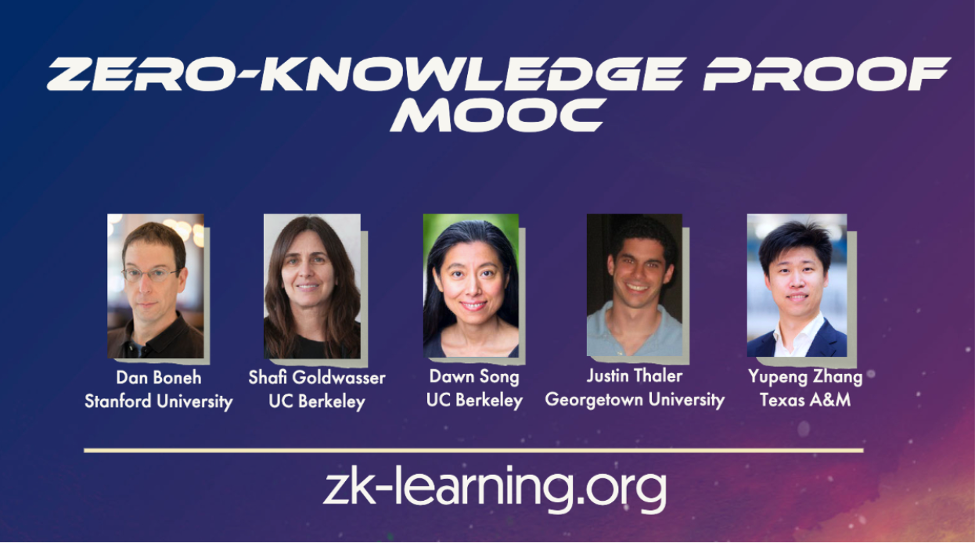 ZERO-KNOWLEDGE PROOF
MOOC
Dan Boneh
Stanford University
Shafi Goldwasser
UC Berkeley
Dawn Song
UC Berkeley
Justin Thaler
Georgetown University
Yupeng Zhang
Texas A&M
zk-learning.org